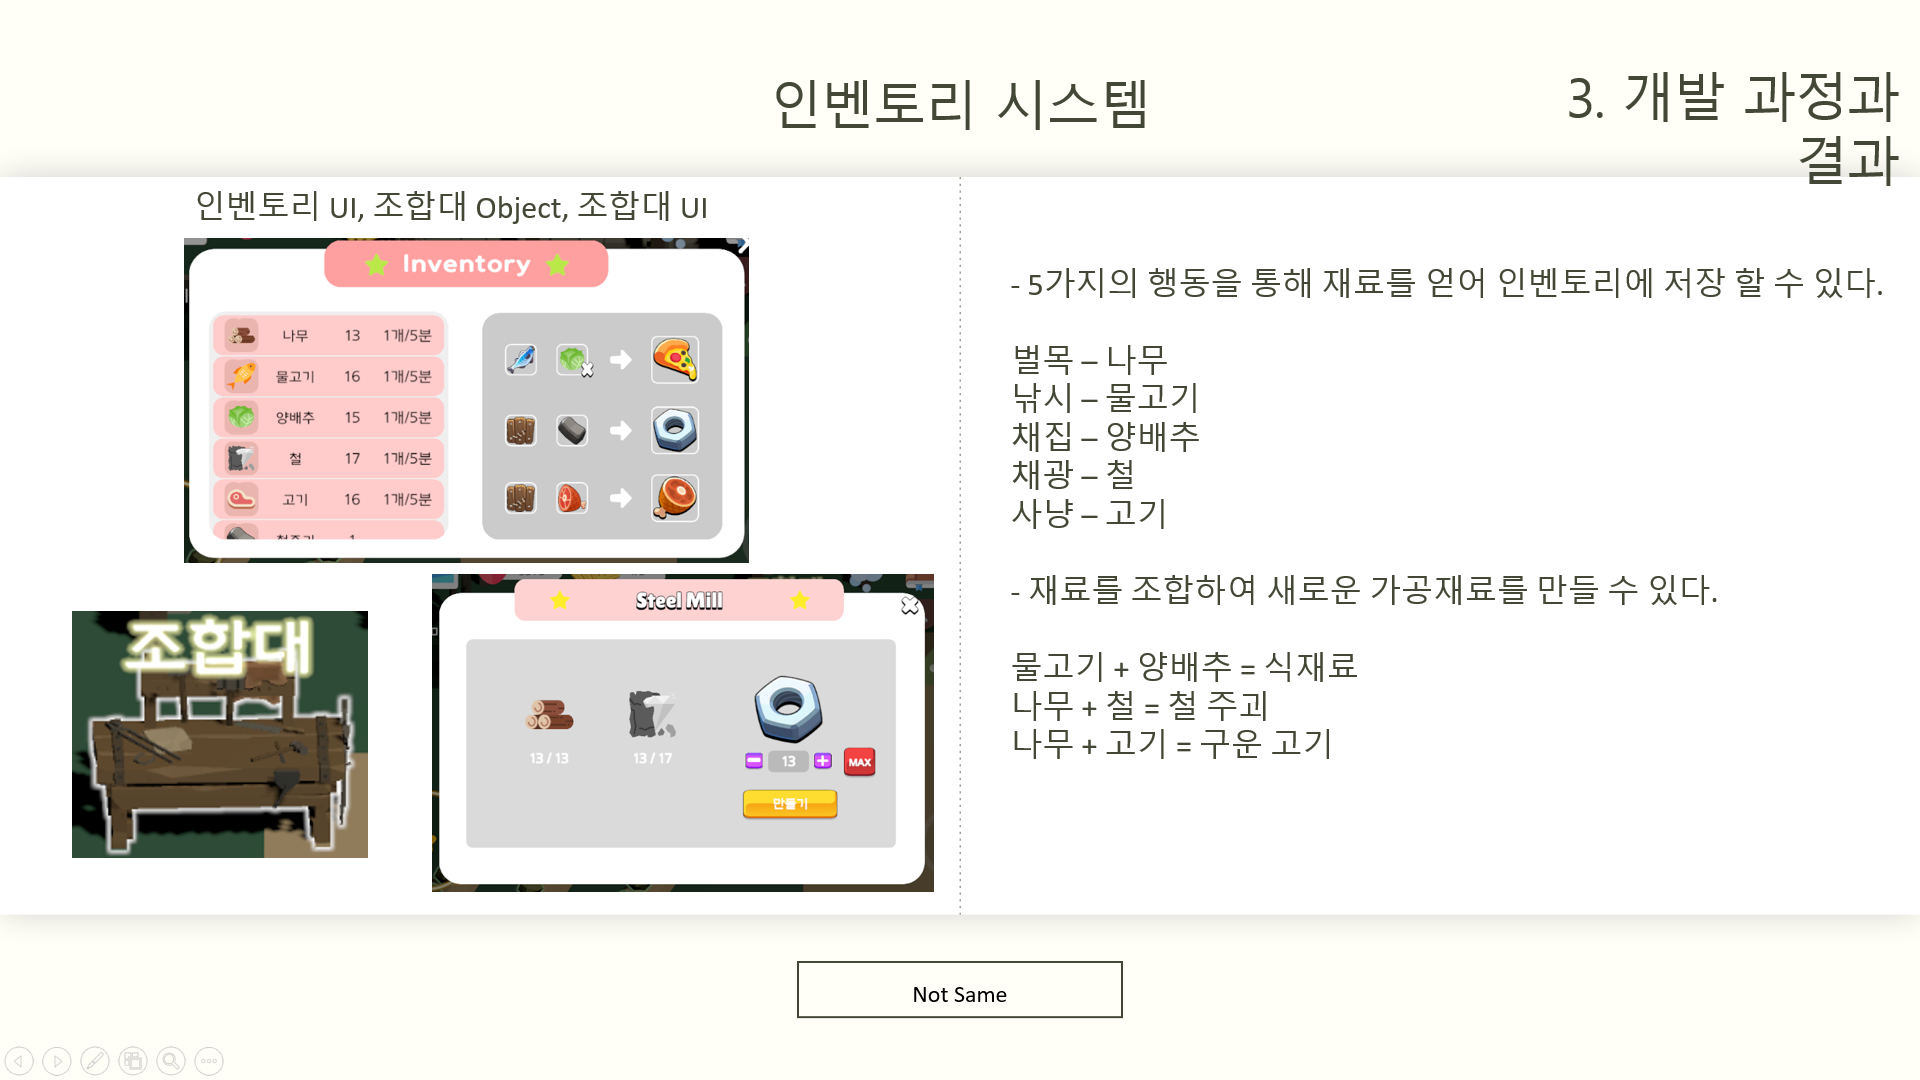 인벤토리 시스템
3. 개발 과정과
결과
인벤토리 UI, 조합대 Object, 조합대 UI
Inventory
나무 13 1개/5분
물고기 16 1개/5분
양배추 15 1개/5분
철 17 1개/5분
고기 16 1개/5분
조합대
Steel Mill
13 / 13
13 / 17
13
MAX
만들기
- 5가지의 행동을 통해 재료를 얻어 인벤토리에 저장 할 수 있다.
벌목 – 나무
낚시 – 물고기
채집 – 양배추
채광 – 철
사냥 – 고기
- 재료를 조합하여 새로운 가공재료를 만들 수 있다.
물고기 + 양배추 = 식재료
나무 + 철 = 철 주괴
나무 + 고기 = 구운 고기
Not Same